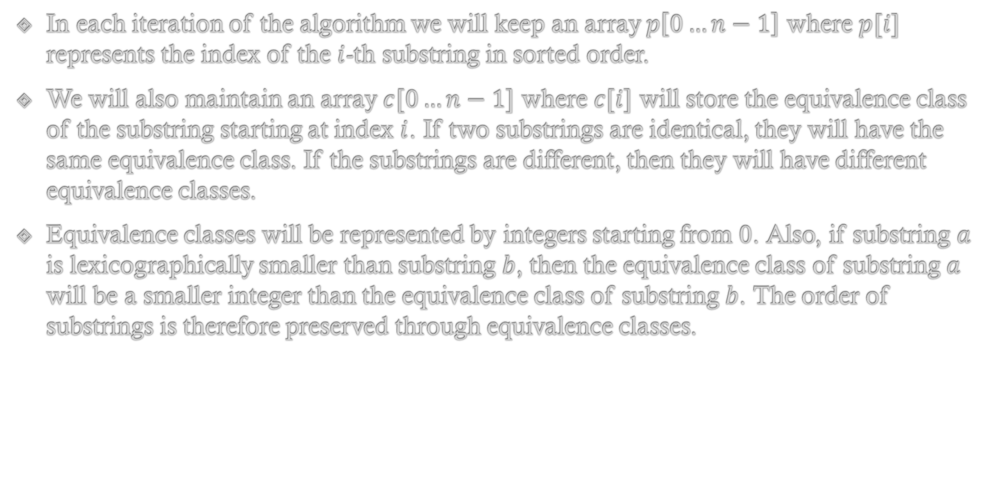 ❖ In each iteration of the algorithm we will keep an array p[0 … n − 1] where p[i]
represents the index of the i-th substring in sorted order.
❖ We will also maintain an array c[0 … n − 1] where c[i] will store the equivalence class
of the substring starting at index i. If two substrings are identical, they will have the
same equivalence class. If the substrings are different, then they will have different
equivalence classes.
❖ Equivalence classes will be represented by integers starting from 0. Also, if substring a
is lexicographically smaller than substring b, then the equivalence class of substring a
will be a smaller integer than the equivalence class of substring b. The order of
substrings is therefore preserved through equivalence classes.